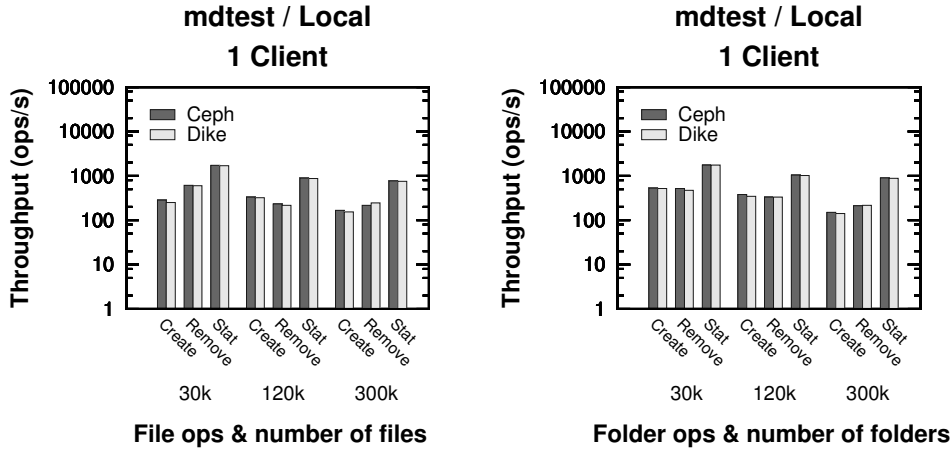 mdtest / Local
1 Client
100000
10000
1000
100
10
1
Throughput (ops/s)
Ceph
Dike
Create
Remove
Stat
Create
Remove
Stat
Create
Remove
Stat
30k
120k
300k
File ops & number of files
mdtest / Local
1 Client
100000
10000
1000
100
10
1
Throughput (ops/s)
Ceph
Dike
Create
Remove
Stat
Create
Remove
Stat
Create
Remove
Stat
30k
120k
300k
Folder ops & number of folders